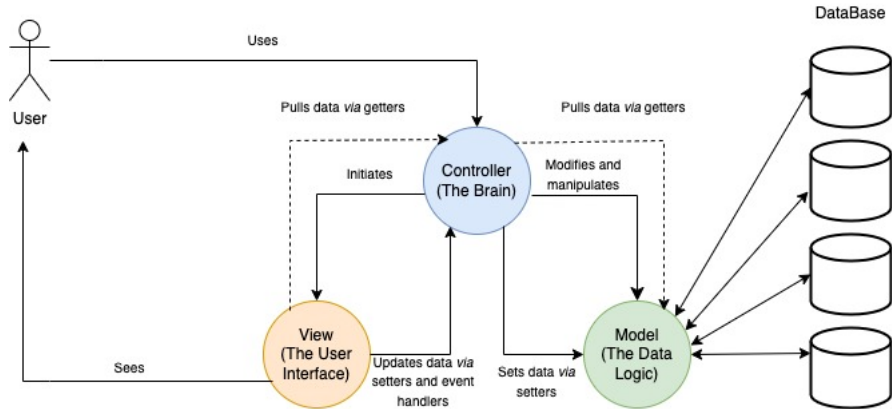 DataBase
Uses
User
Pulls data via getters
Pulls data via getters
Controller
(The Brain)
Initiates
Modifies and
manipulates
View
(The User
Interface)
Model
(The Data
Logic)
Sees
Updates data via
setters and event
handlers
Sets data via
setters